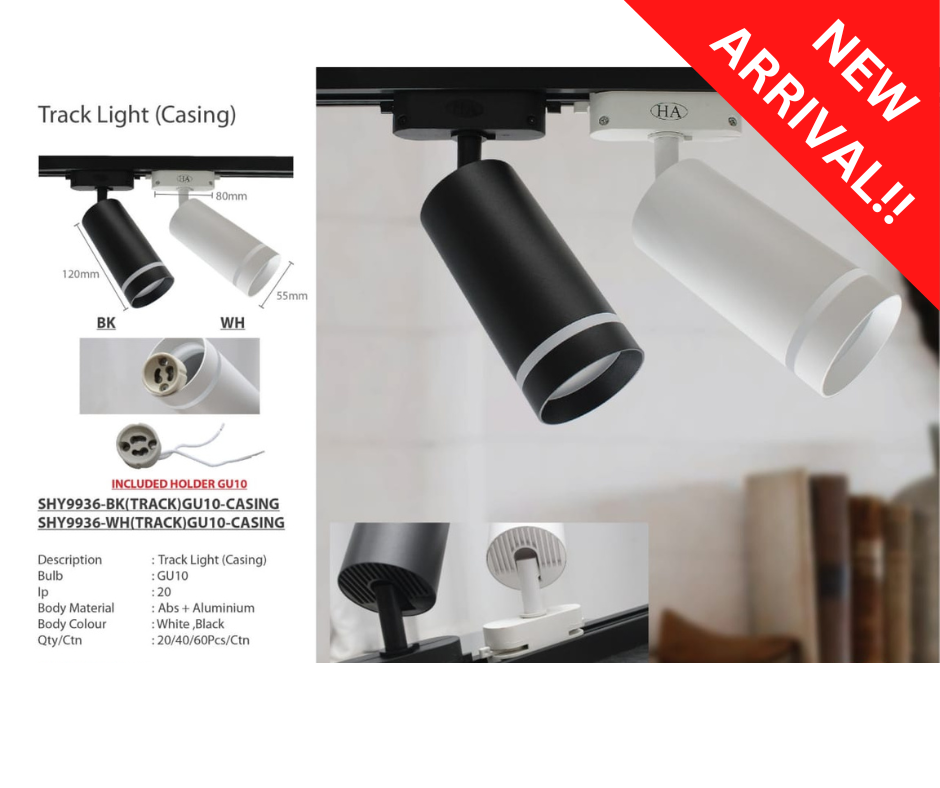 NEW
ARRIVAL!!
Track Light (Casing)
HA
HA
80mm
120mm
55mm
BK
WH
INCLUDED HOLDER GU10
SHY9936-BK(TRACK)GU10-CASING
SHY9936-WH(TRACK)GU10-CASING
Description : Track Light (Casing)
Bulb : GU10
Ip : 20
Body Material : Abs + Aluminium
Body Colour : White ,Black
Qty/Ctn : 20/40/60Pcs/Ctn